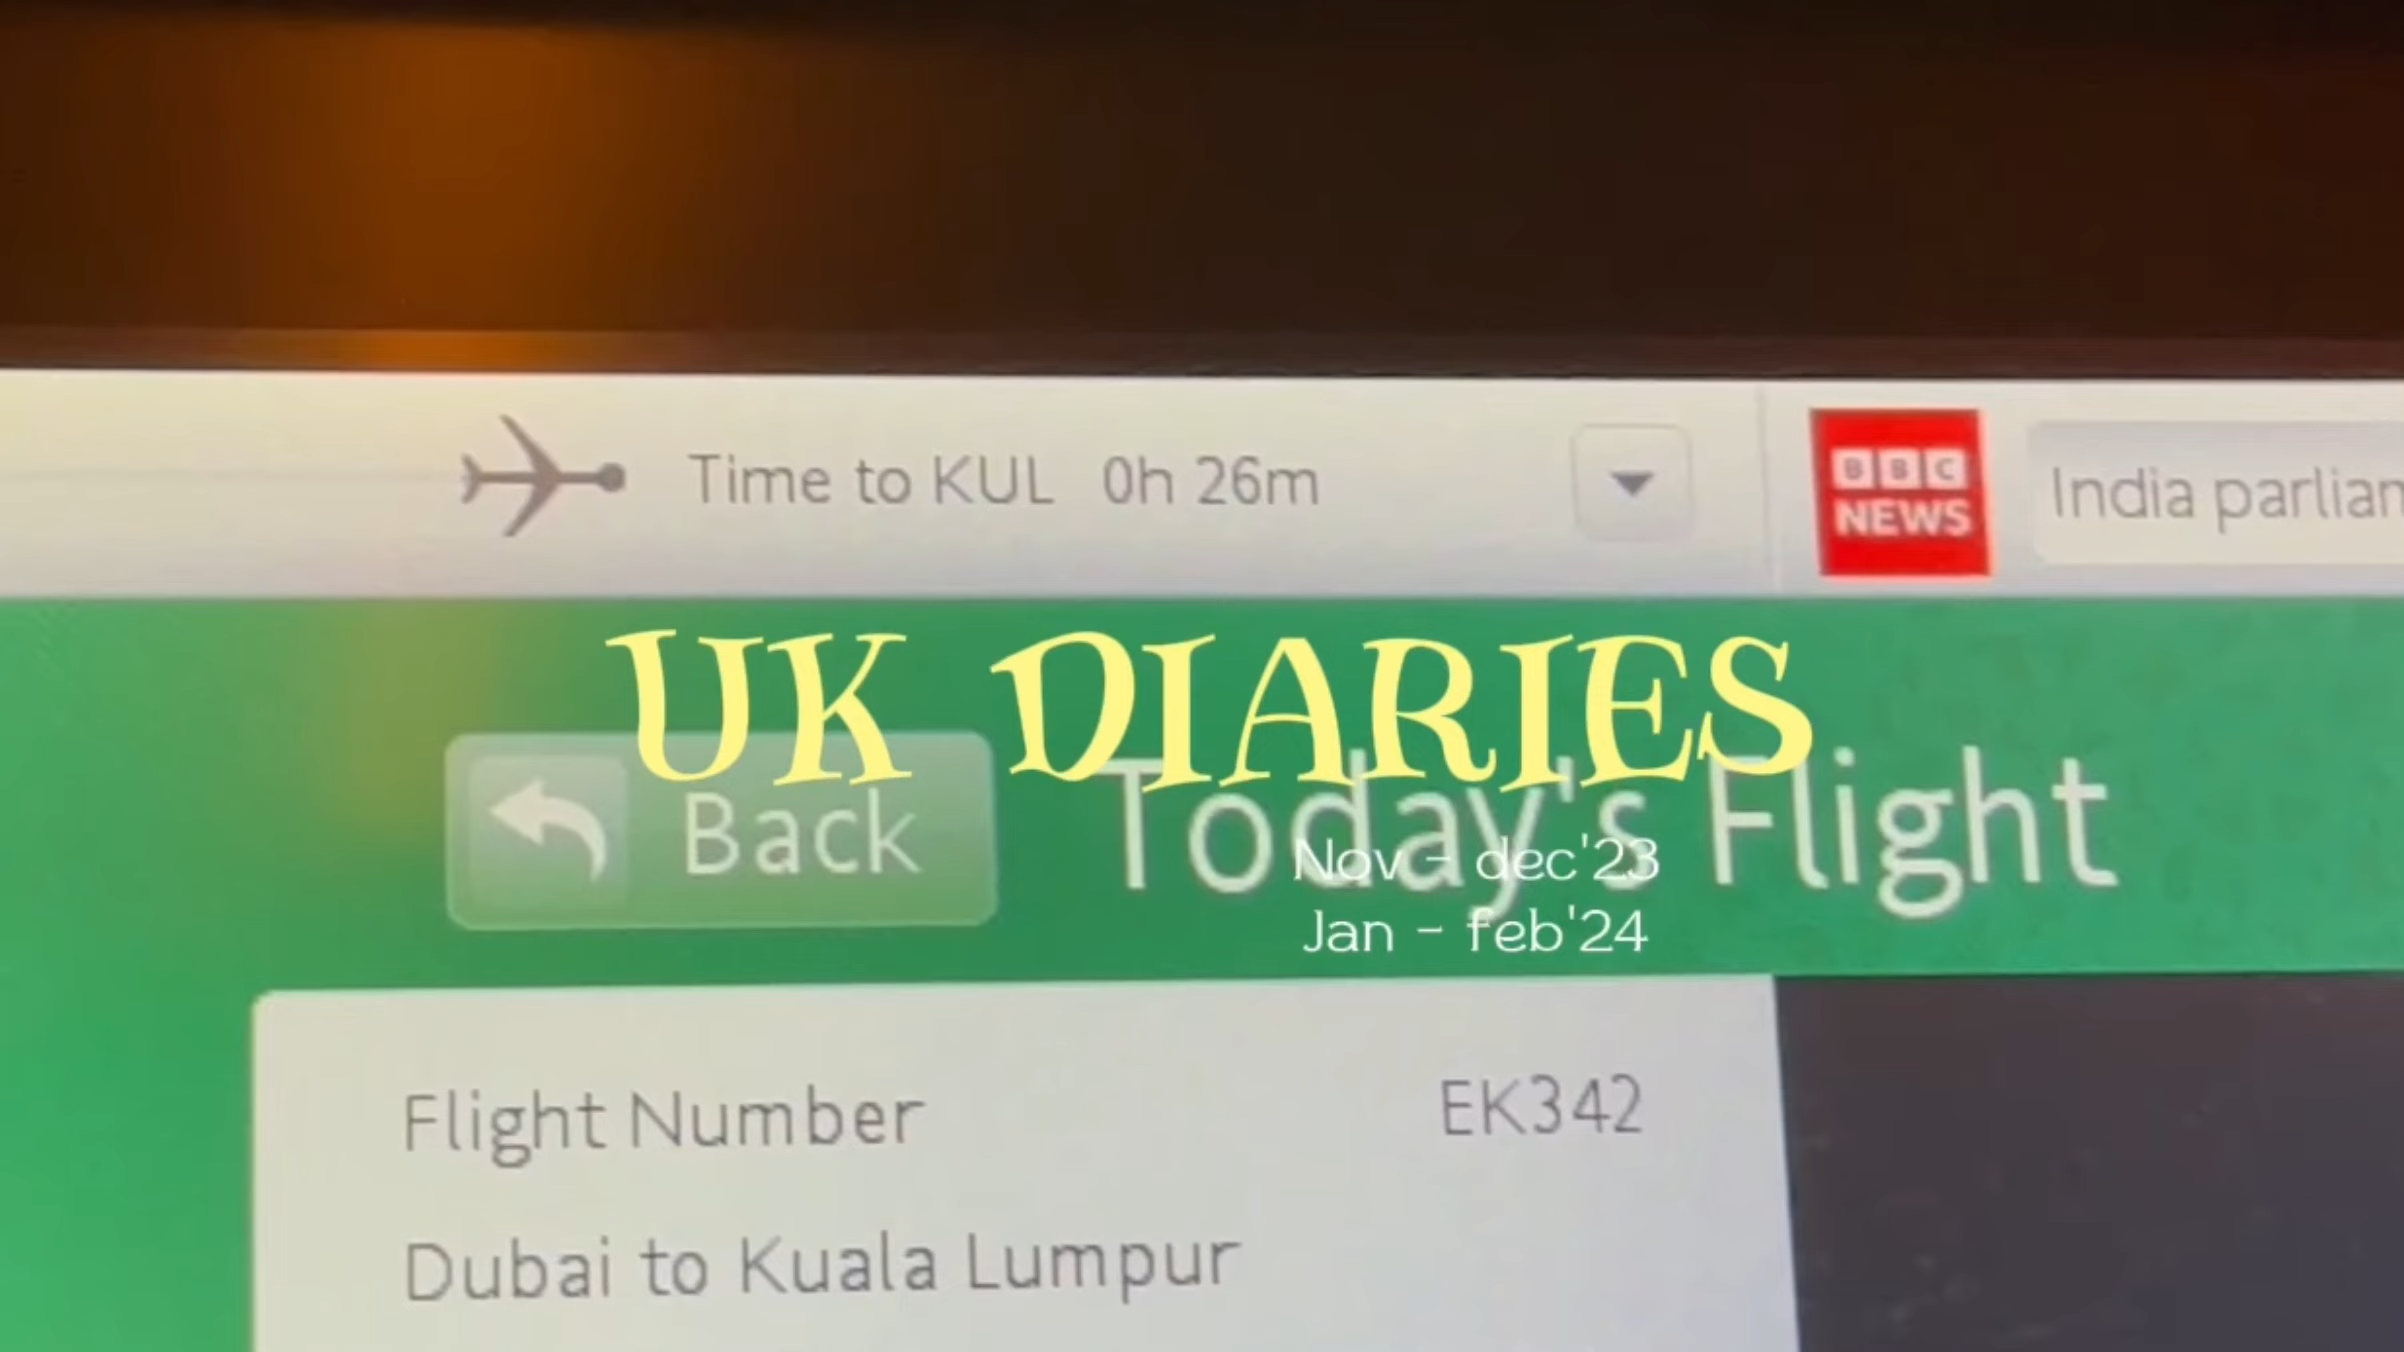 Time to KUL 0h 26m
BBC
NEWS
India
UK DIARIES
Back
Today's Flight
Nov - dec'23
Jan - feb'24
Flight Number EK342
Dubai to Kuala Lumpur